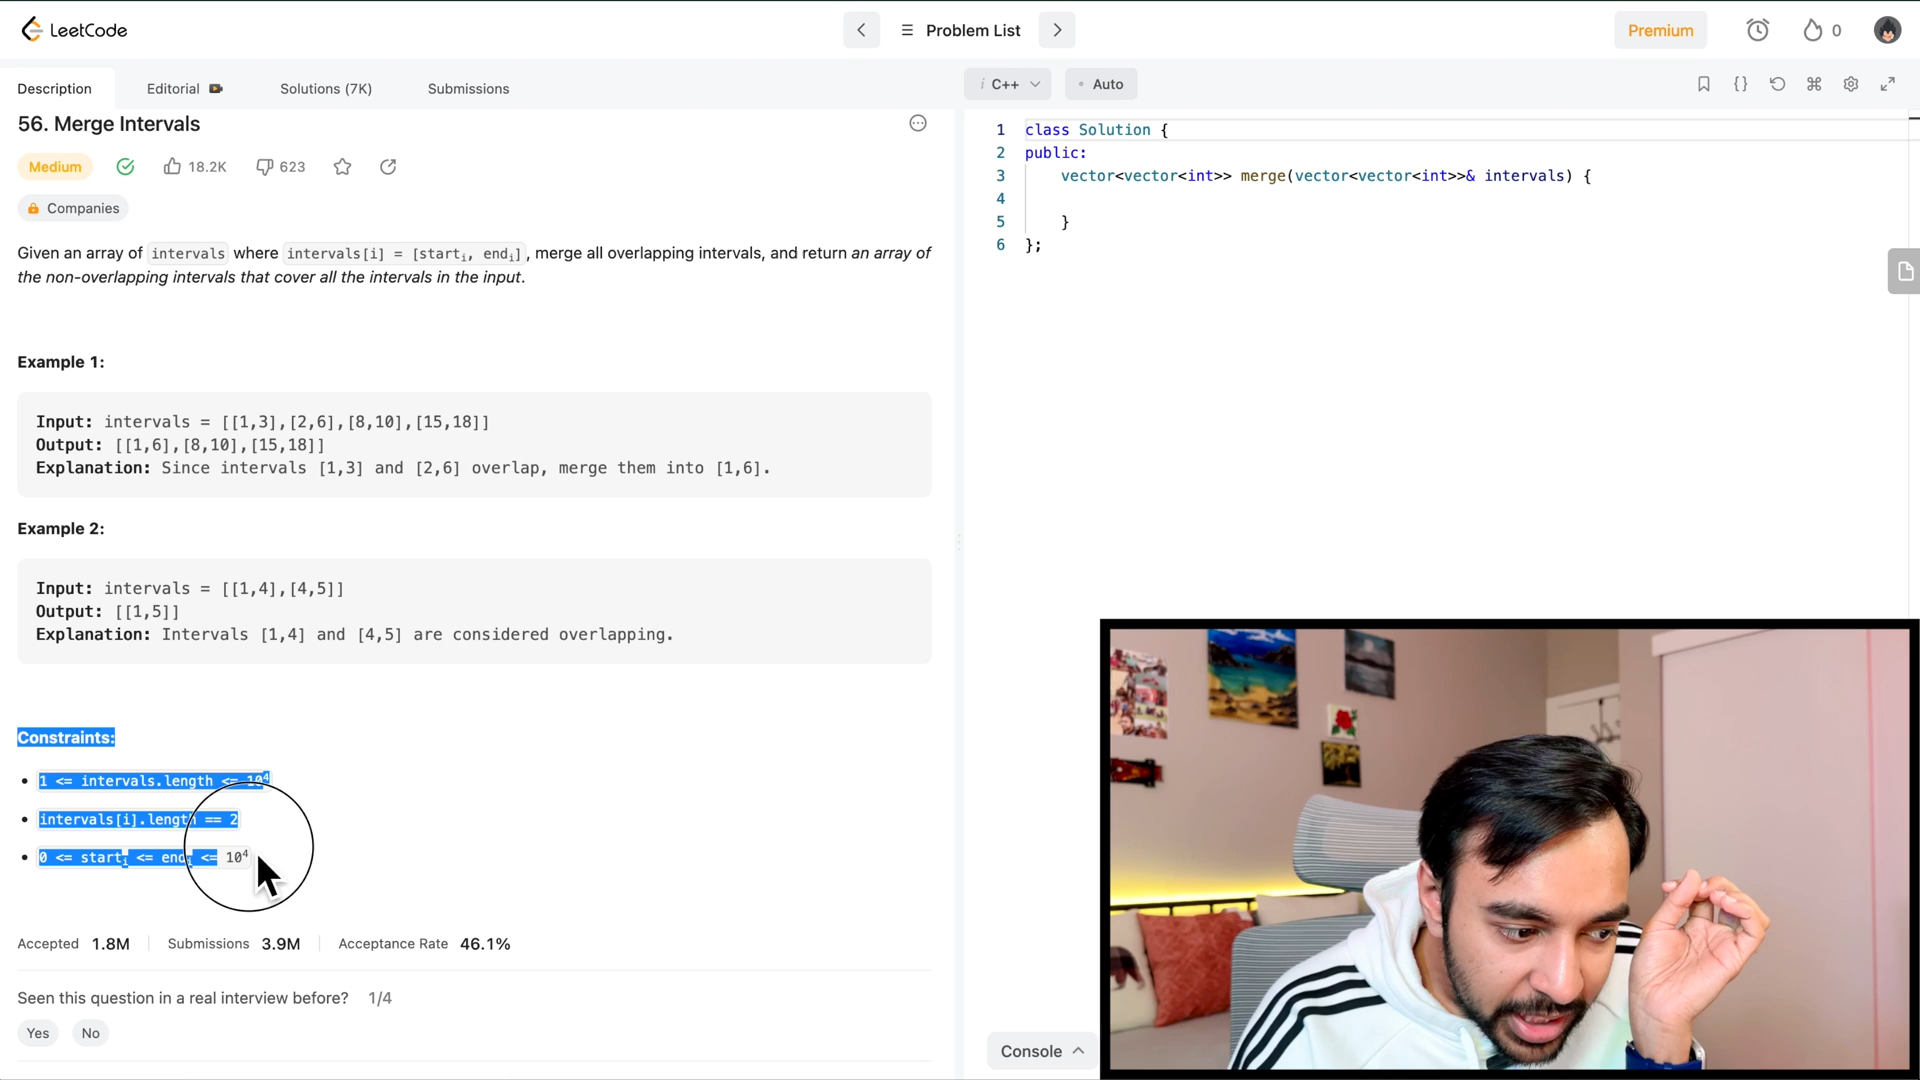 LeetCode
Problem List
Premium
0
Description
Editorial
Solutions (7K)
Submissions
56. Merge Intervals
Medium
18.2K
623
Companies
Given an array of intervals where intervals[i] = [starti, endi], merge all overlapping intervals, and return an array of
the non-overlapping intervals that cover all the intervals in the input.
Example 1:
Input: intervals = [[1,3],[2,6],[8,10],[15,18]]
Output: [[1,6],[8,10],[15,18]]
Explanation: Since intervals [1,3] and [2,6] overlap, merge them into [1,6].
Example 2:
Input: intervals = [[1,4],[4,5]]
Output: [[1,5]]
Explanation: Intervals [1,4] and [4,5] are considered overlapping.
Constraints:
• 1 <= intervals.length <= 10⁴
• intervals[i].length == 2
• 0 <= starti <= endi <= 10⁴
Accepted 1.8M
Submissions 3.9M
Acceptance Rate 46.1%
Seen this question in a real interview before? 1/4
Yes
No
i C++
• Auto
1 class Solution {
2 public:
3 vector<vector<int>> merge(vector<vector<int>>& intervals) {
4
5 }
6 };
Console